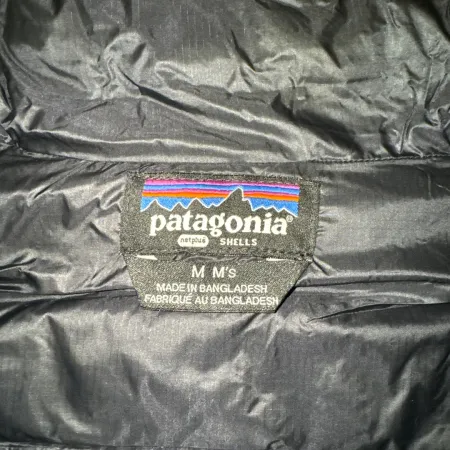 patagonia®
netplus SHELLS
M M's
MADE IN BANGLADESH
FABRIQUÉ AU BANGLADESH